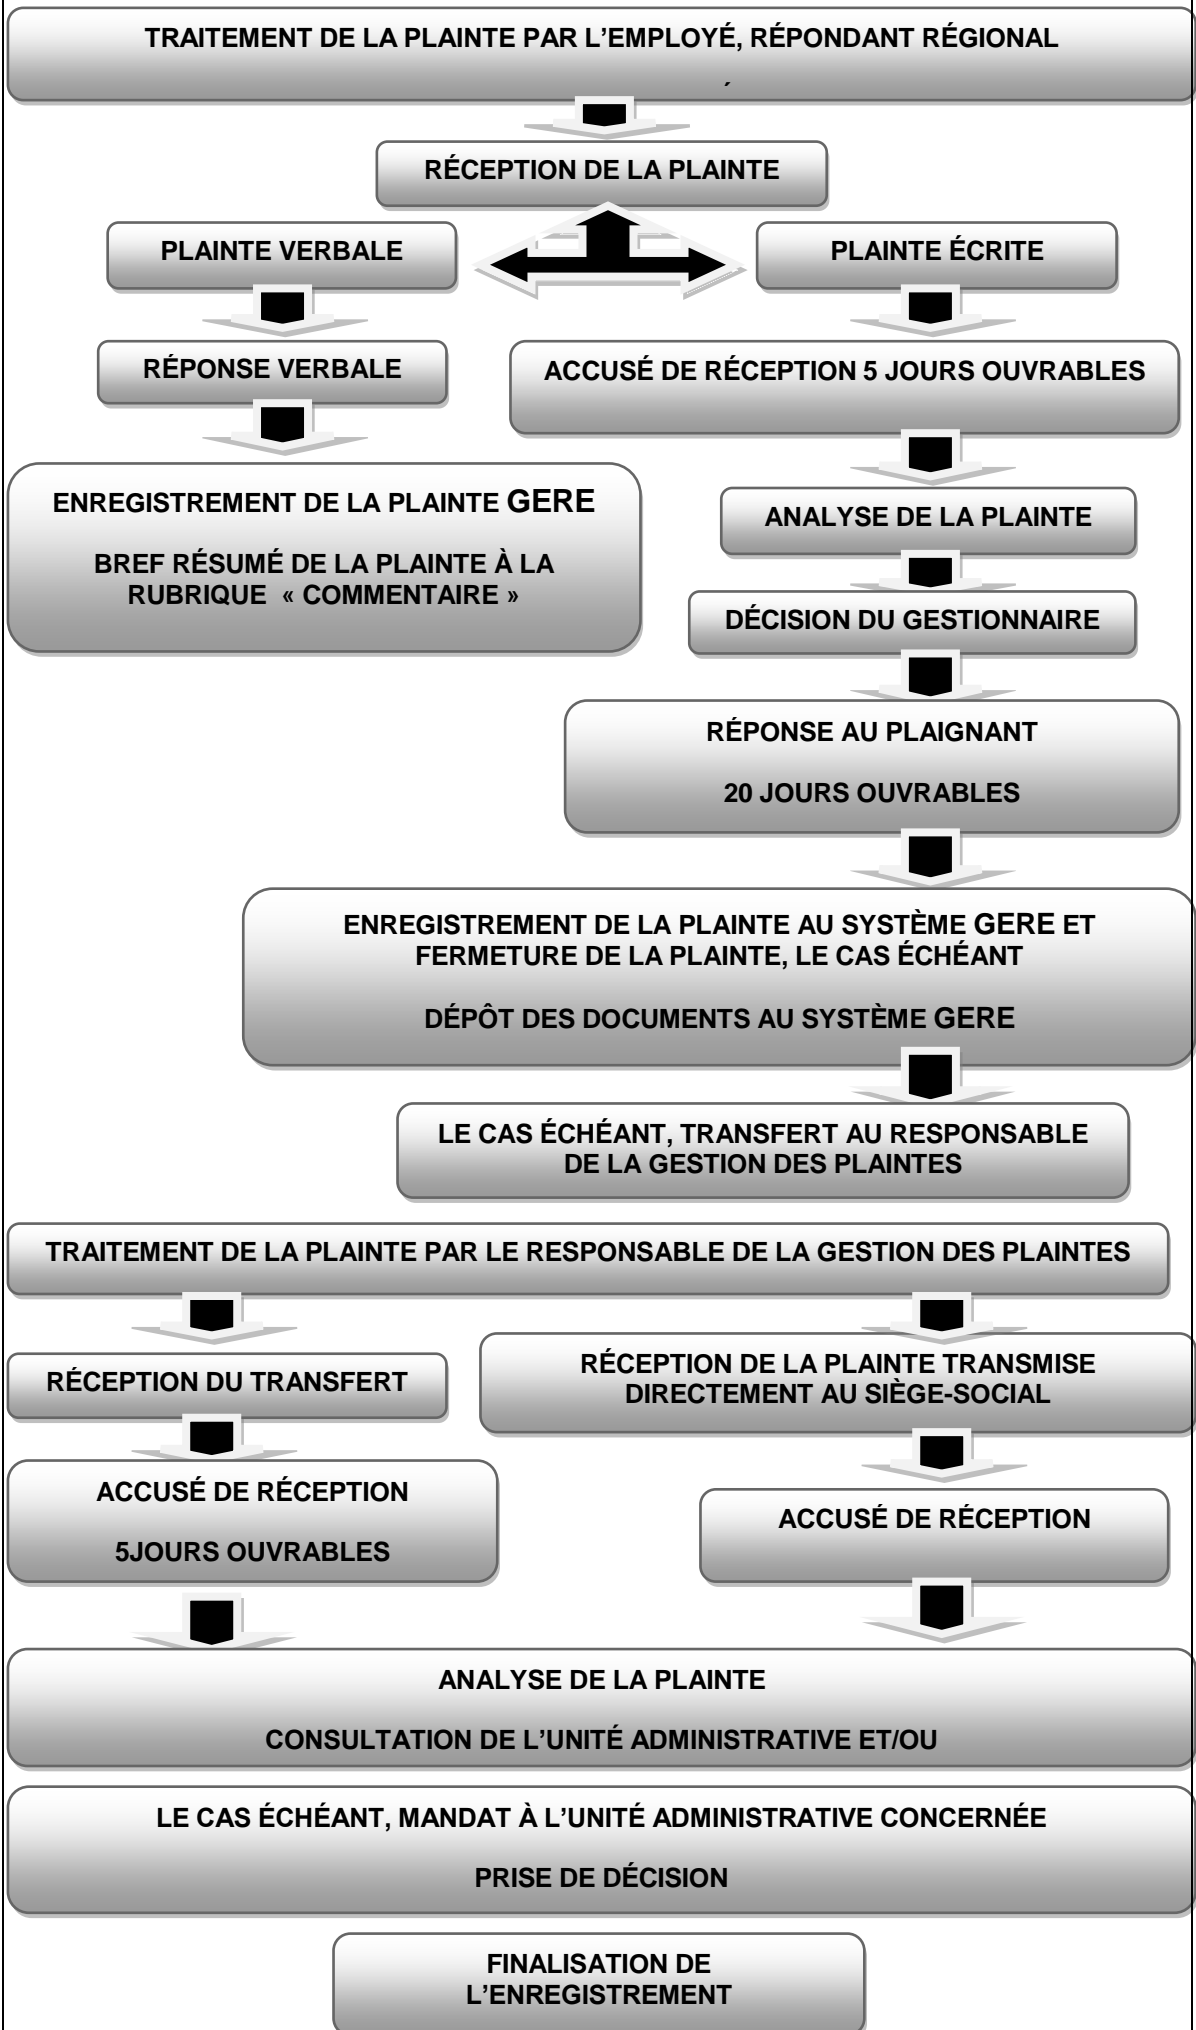 TRAITEMENT DE LA PLAINTE PAR L’EMPLOYÉ, RÉPONDANT RÉGIONAL
RÉCEPTION DE LA PLAINTE
PLAINTE VERBALE
PLAINTE ÉCRITE
RÉPONSE VERBALE
ACCUSÉ DE RÉCEPTION 5 JOURS OUVRABLES
ENREGISTREMENT DE LA PLAINTE GERE
BREF RÉSUMÉ DE LA PLAINTE À LA
RUBRIQUE « COMMENTAIRE »
ANALYSE DE LA PLAINTE
DÉCISION DU GESTIONNAIRE
RÉPONSE AU PLAIGNANT
20 JOURS OUVRABLES
ENREGISTREMENT DE LA PLAINTE AU SYSTÈME GERE ET
FERMETURE DE LA PLAINTE, LE CAS ÉCHÉANT
DÉPÔT DES DOCUMENTS AU SYSTÈME GERE
LE CAS ÉCHÉANT, TRANSFERT AU RESPONSABLE
DE LA GESTION DES PLAINTES
TRAITEMENT DE LA PLAINTE PAR LE RESPONSABLE DE LA GESTION DES PLAINTES
RÉCEPTION DU TRANSFERT
RÉCEPTION DE LA PLAINTE TRANSMISE
DIRECTEMENT AU SIÈGE-SOCIAL
ACCUSÉ DE RÉCEPTION
5JOURS OUVRABLES
ACCUSÉ DE RÉCEPTION
ANALYSE DE LA PLAINTE
CONSULTATION DE L’UNITÉ ADMINISTRATIVE ET/OU
LE CAS ÉCHÉANT, MANDAT À L’UNITÉ ADMINISTRATIVE CONCERNÉE
PRISE DE DÉCISION
FINALISATION DE
L’ENREGISTREMENT